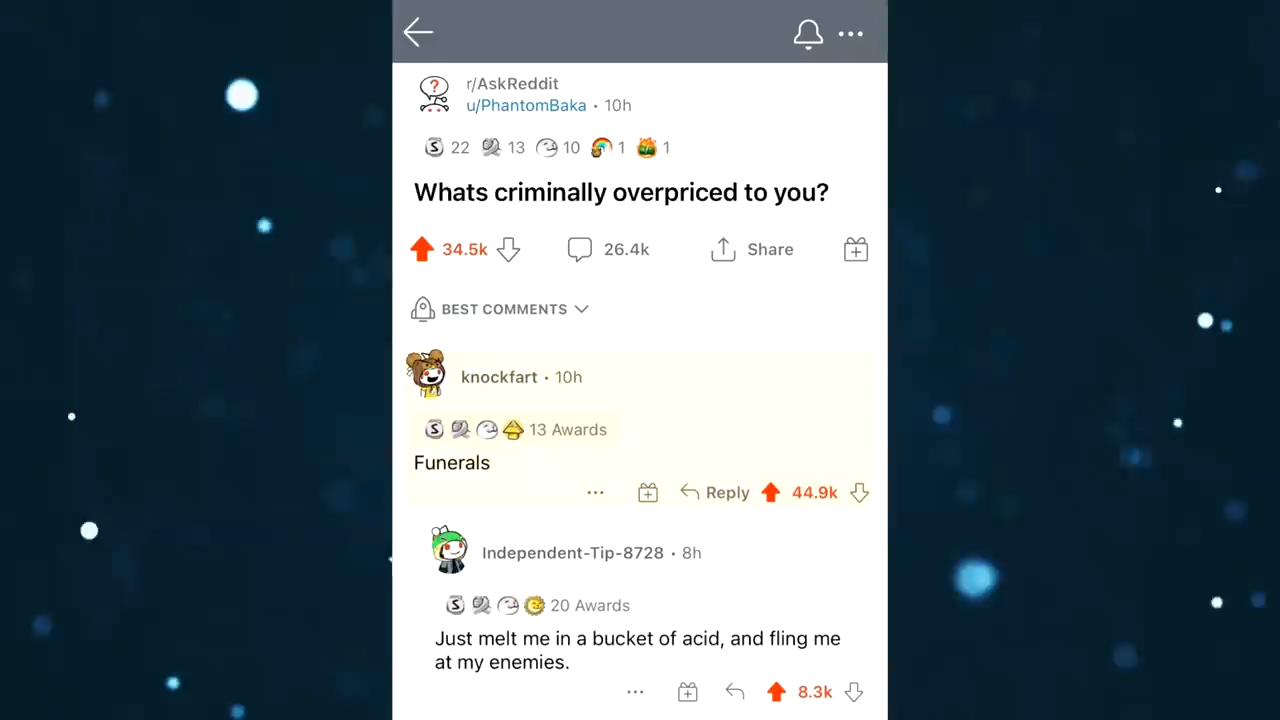 r/AskReddit
u/PhantomBaka • 10h
22 13 10 1 1
Whats criminally overpriced to you?
34.5k 26.4k Share
BEST COMMENTS
knockfart • 10h
13 Awards
Funerals
Reply 44.9k
Independent-Tip-8728 • 8h
20 Awards
Just melt me in a bucket of acid, and fling me
at my enemies.
8.3k